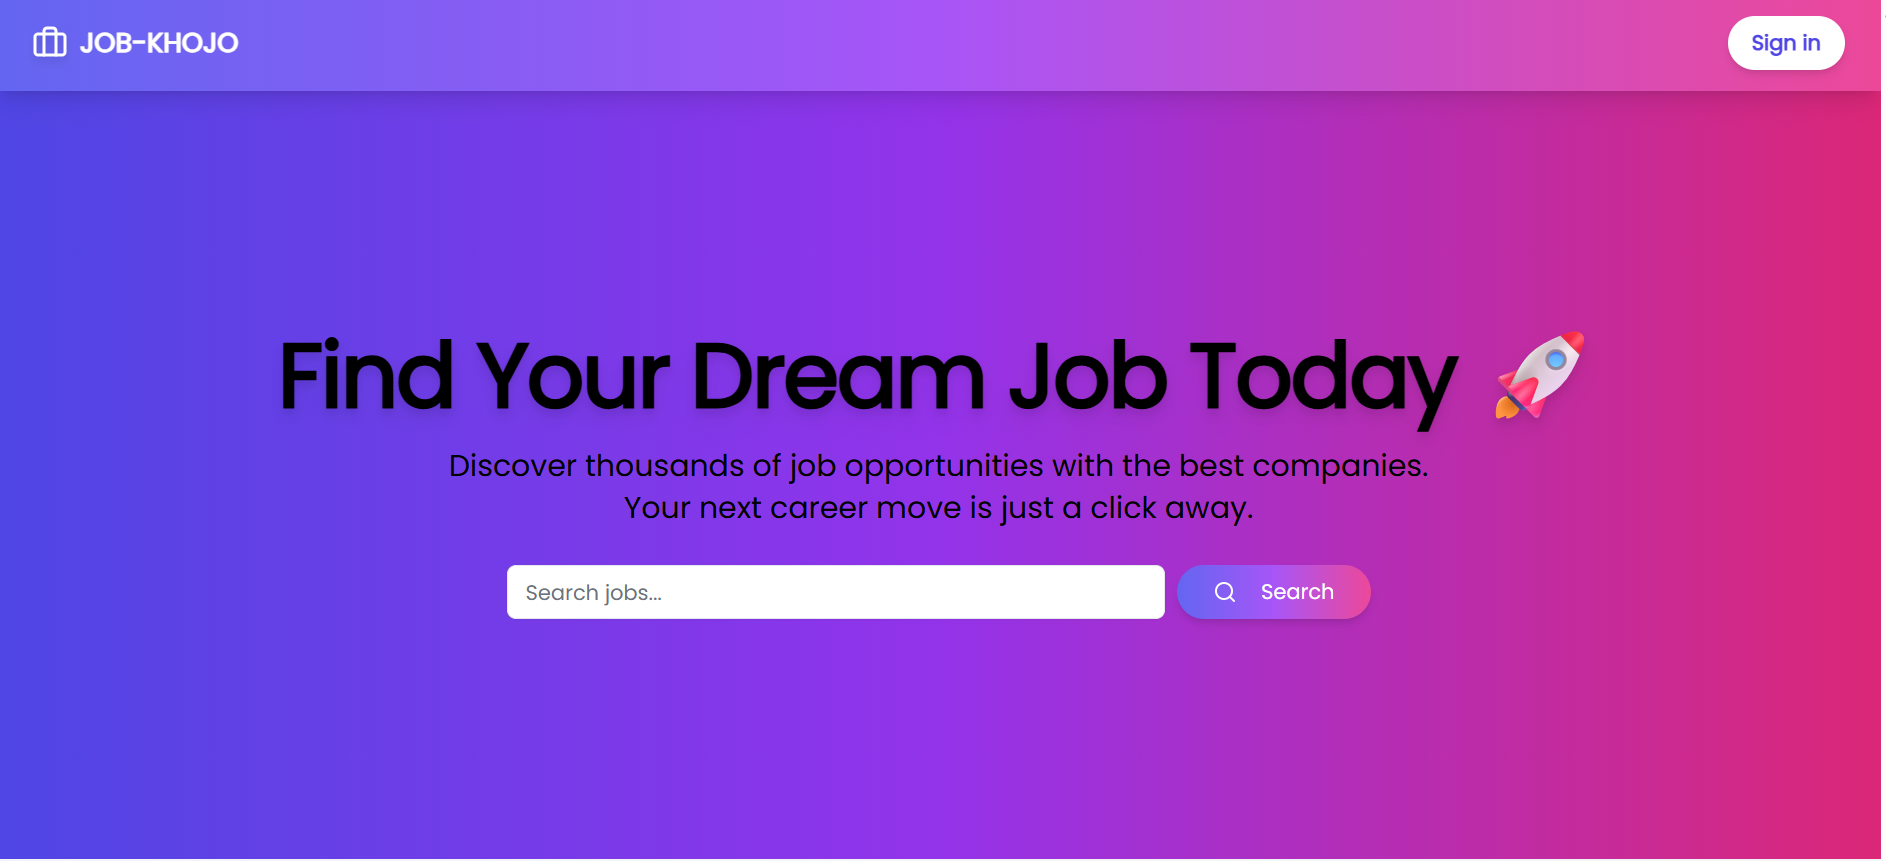 JOB-KHOJO
Sign in
Find Your Dream Job Today 🚀
Discover thousands of job opportunities with the best companies.
Your next career move is just a click away.
Search jobs...
Search